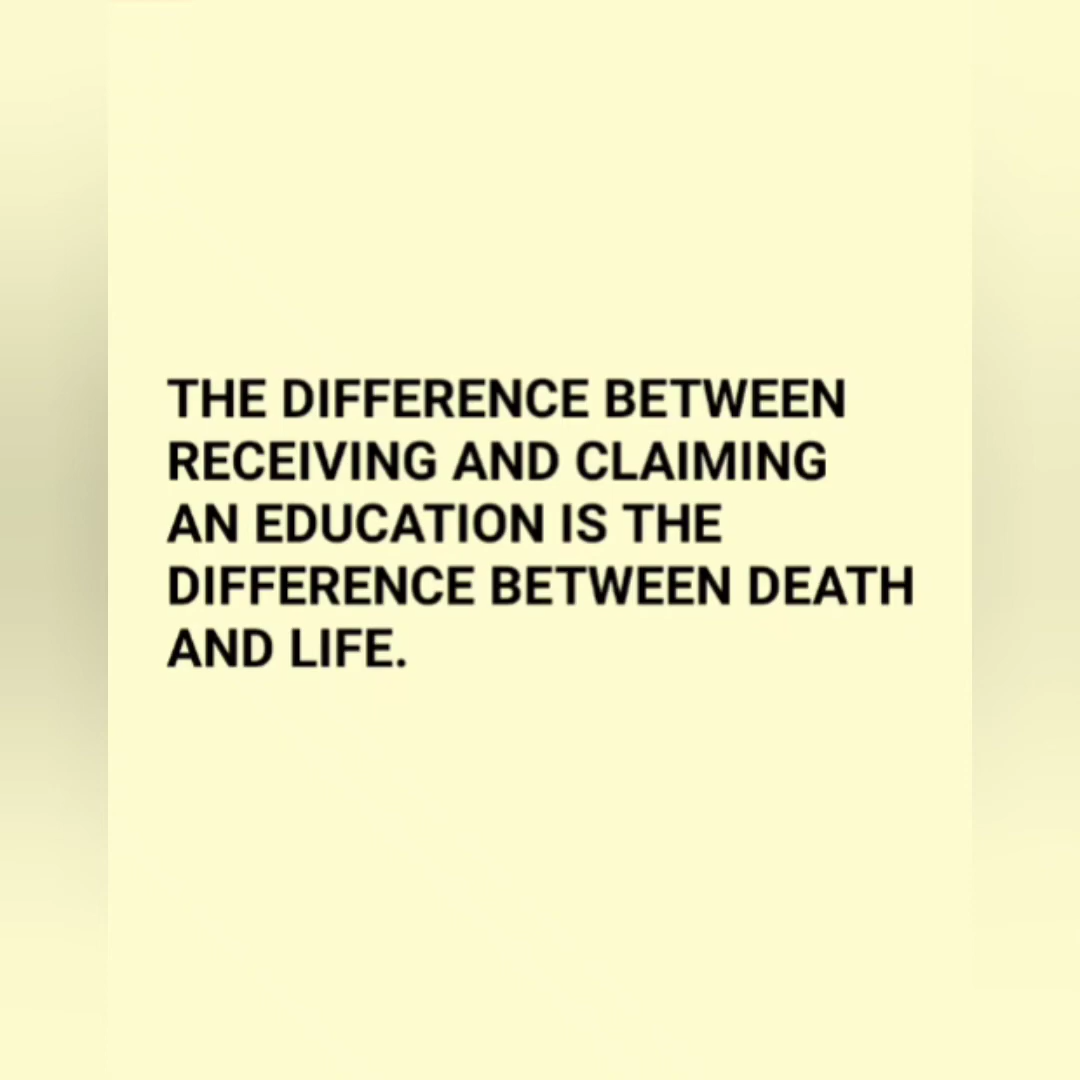 THE DIFFERENCE BETWEEN
RECEIVING AND CLAIMING
AN EDUCATION IS THE
DIFFERENCE BETWEEN DEATH
AND LIFE.